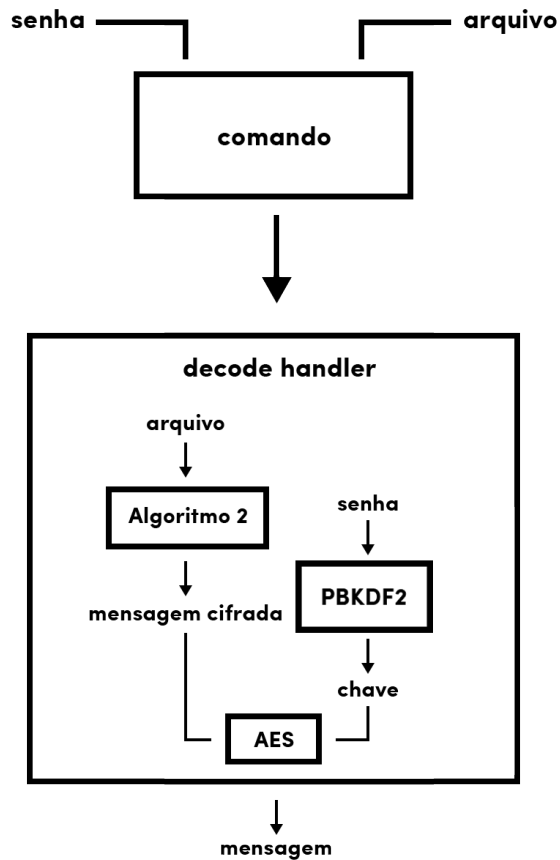 senha
arquivo
comando
decode handler
arquivo
Algoritmo 2
senha
mensagem cifrada
PBKDF2
chave
AES
mensagem